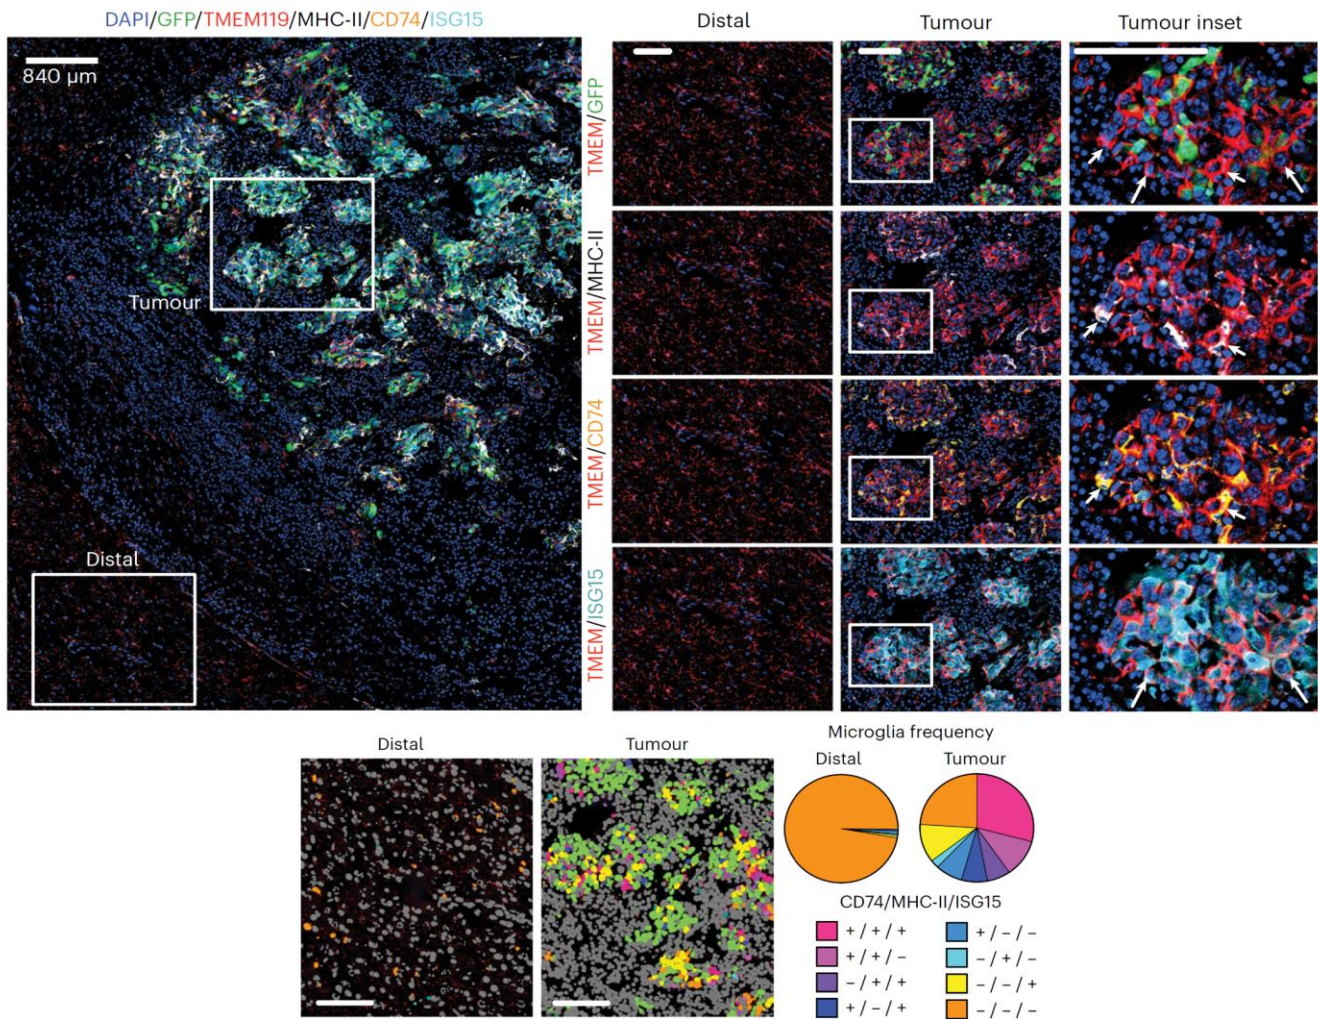 DAPI/GFP/TMEM119/MHC-II/CD74/ISG15
840 µm
Tumour
Distal
Distal
Tumour
Tumour inset
TMEM/GFP
TMEM/MHC-II
TMEM/CD74
TMEM/ISG15
Distal
Tumour
Microglia frequency
Distal
Tumour
CD74/MHC-II/ISG15
+ / + / +
+ / + / –
– / + / +
+ / – / +
+ / – / –
– / + / –
– / – / +
– / – / –